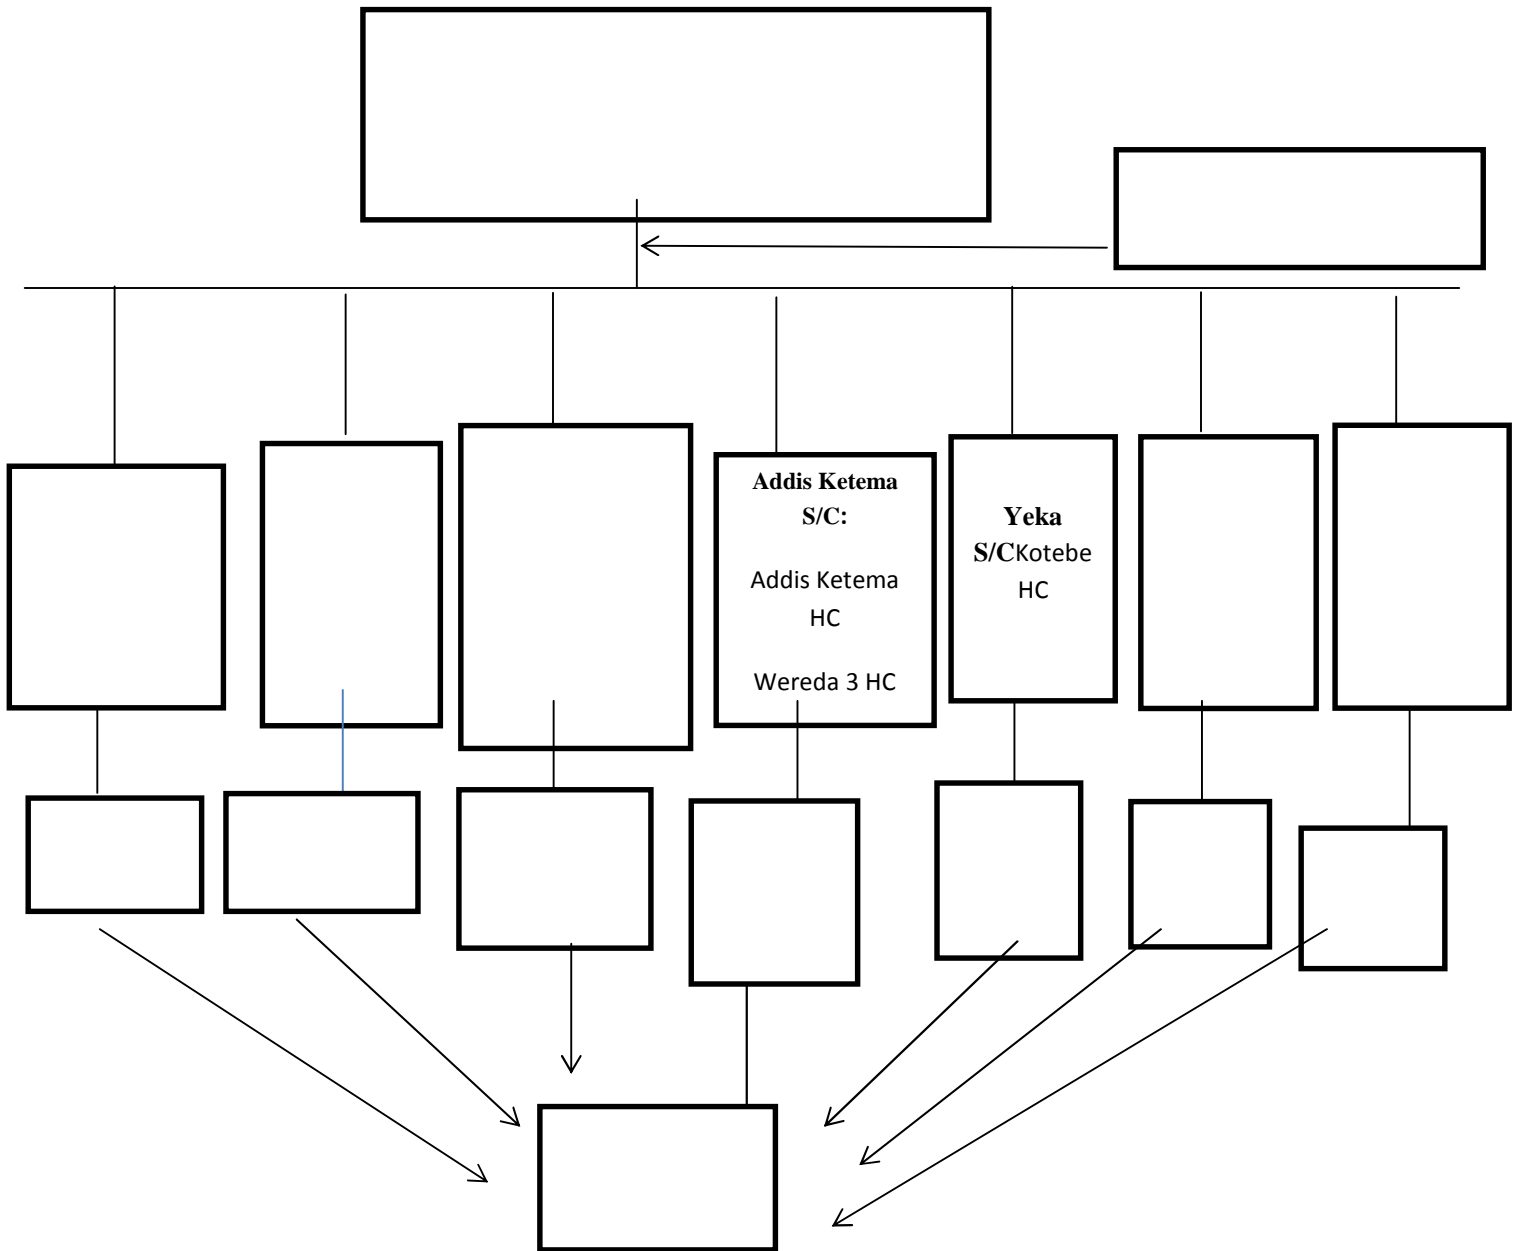 Addis Ketema
S/C:
Addis Ketema
HC
Wereda 3 HC
Yeka
S/CKotebe
HC